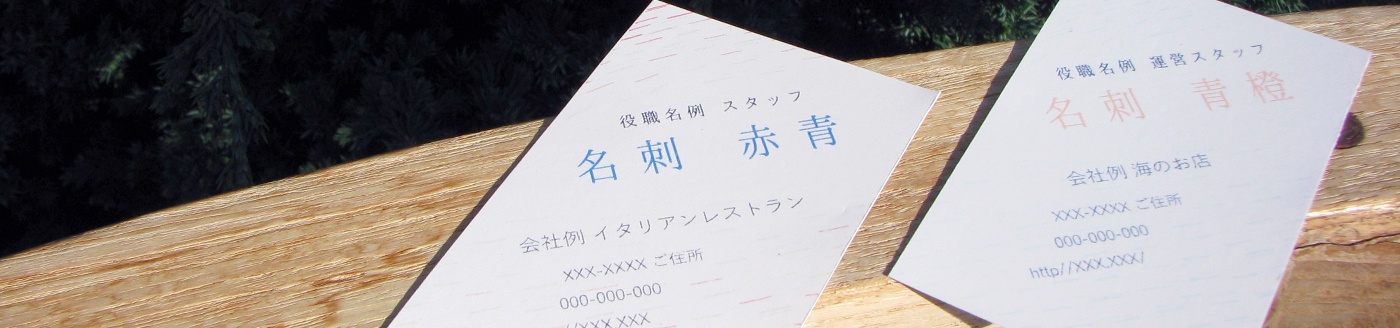 役職名例 スタッフ
名刺 赤青
会社例 イタリアンレストラン
XXX-XXXX ご住所
000-000-000
//XXX.XXX
役職名例 運営スタッフ
名刺 青橙
会社例 海のお店
XXX-XXXX ご住所
000-000-000
http//XXX.XXX/